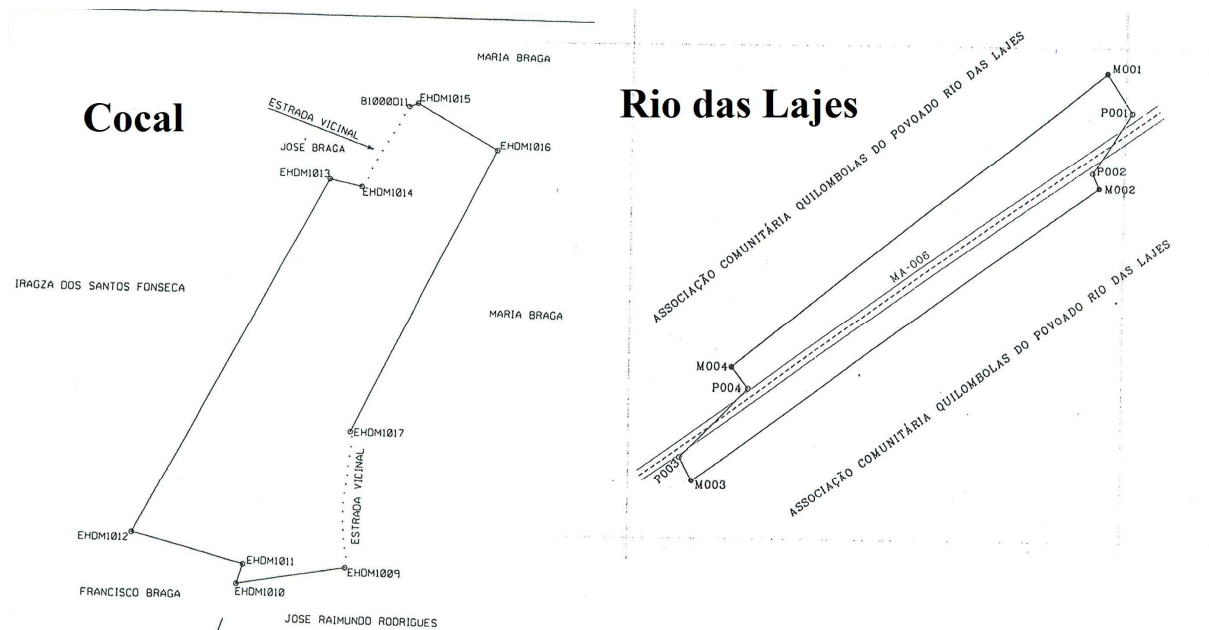 Cocal
MARIA BRAGA
B1000D11
EHDM1015
ESTRADA VICINAL
JOSE BRAGA
EHDM1016
EHDM1013
EHDM1014
IRAGZA DOS SANTOS FONSECA
MARIA BRAGA
EHDM1017
ESTRADA VICINAL
EHDM1012
EHDM1011
EHDM1009
EHDM1010
FRANCISCO BRAGA
JOSE RAIMUNDO RODRIGUES
Rio das Lajes
ASSOCIAÇÃO COMUNITÁRIA QUILOMBOLAS DO POVOADO RIO DAS LAJES
M001
P001
P002
M002
MA-006
M004
P004
P003
M003
ASSOCIAÇÃO COMUNITÁRIA QUILOMBOLAS DO POVOADO RIO DAS LAJES